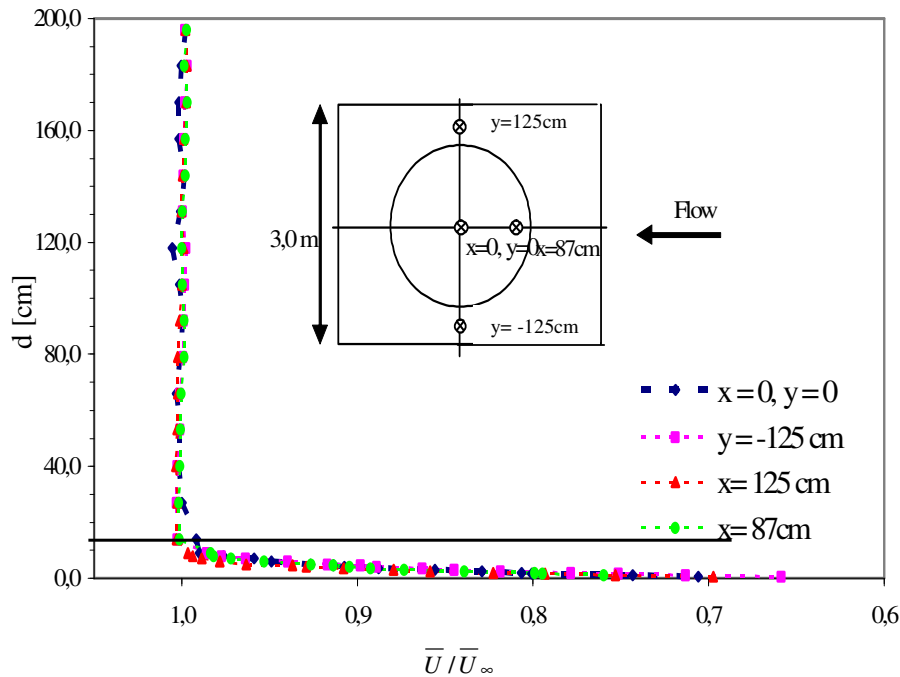 200,0
160,0
120,0
80,0
40,0
0,0
d [cm]
1,0
0,9
0,8
0,7
0,6
U / U ∞
y=125cm
3,0 m
x=0, y=0 x=87cm
y= -125cm
Flow
x = 0, y = 0
y = -125 cm
x = 125 cm
x = 87cm